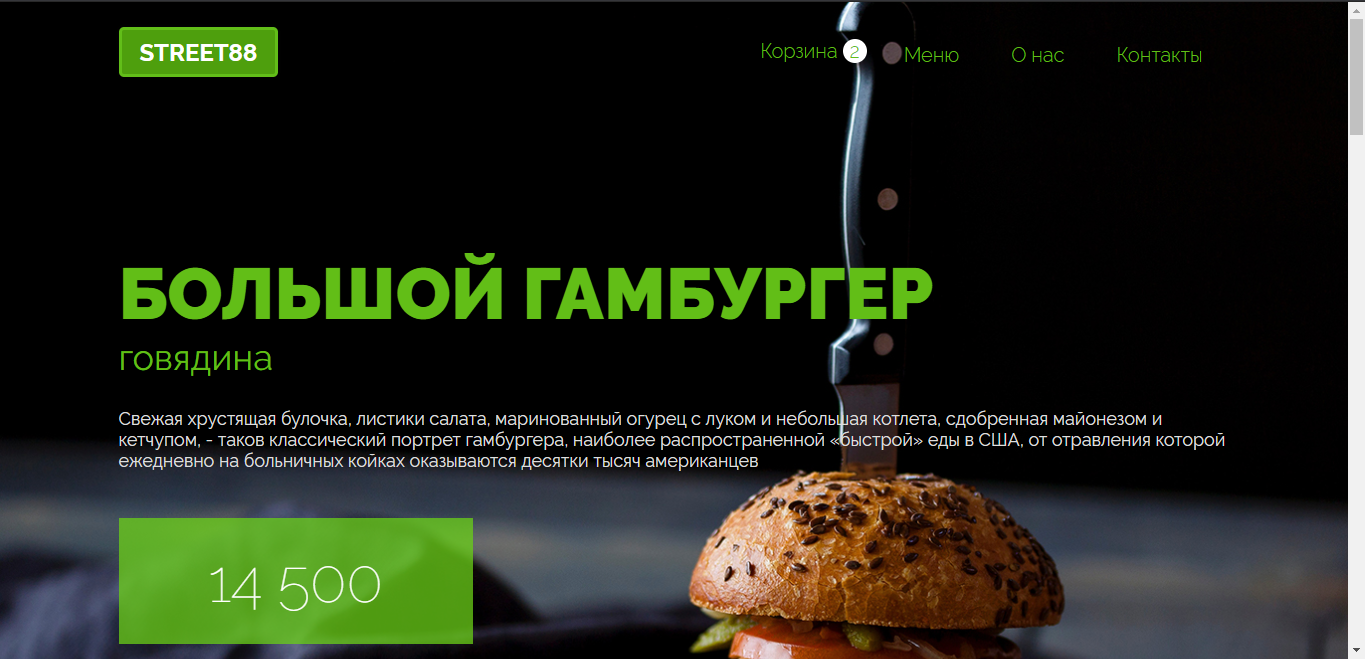 STREET88
Корзина 2 Меню О нас Контакты
БОЛЬШОЙ ГАМБУРГЕР
говядина
Свежая хрустящая булочка, листики салата, маринованный огурец с луком и небольшая котлета, сдобренная майонезом и
кетчупом, - таков классический портрет гамбургера, наиболее распространенной «быстрой» еды в США, от отравления которой
ежедневно на больничных койках оказываются десятки тысяч американцев
14 500